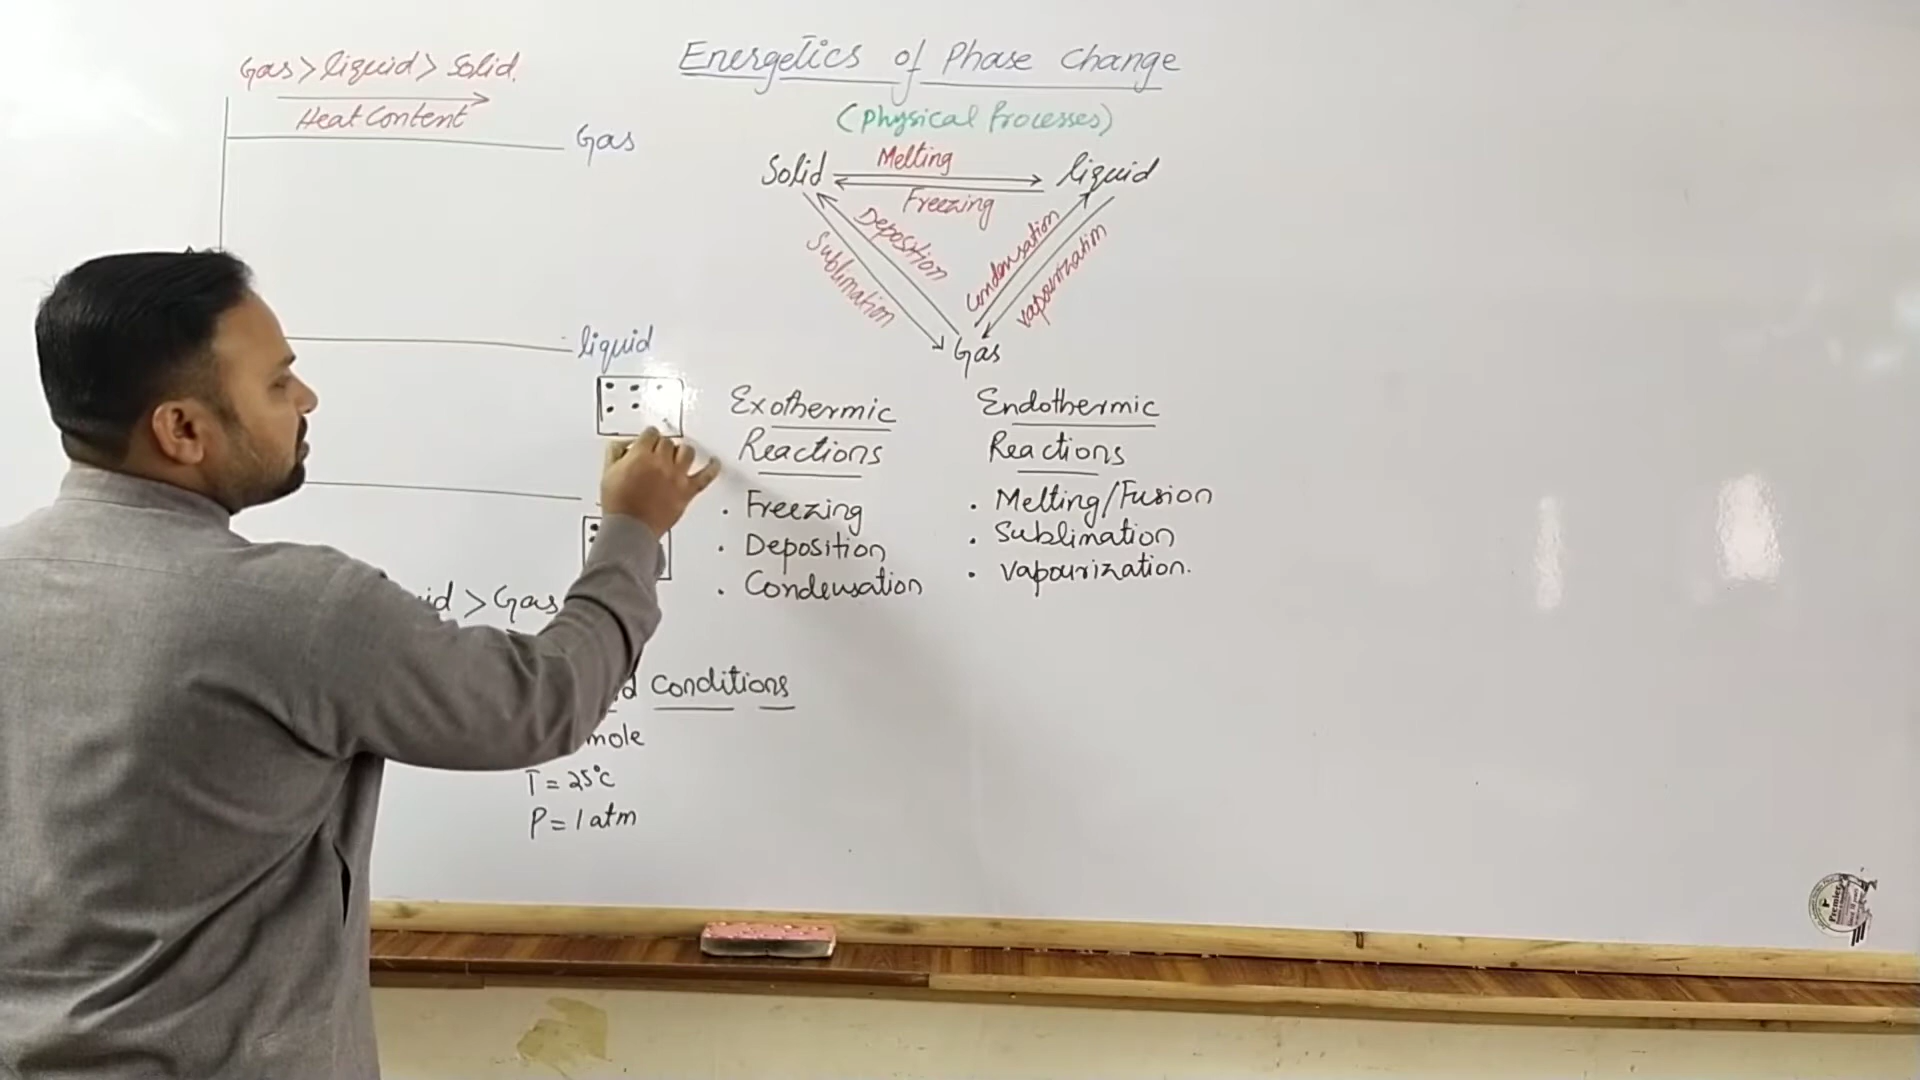 Gas > liquid > Solid.
Heat Content
Gas
liquid
> Gas
Conditions
mole
T = 25°C
P = 1 atm
Energetics of Phase Change
(Physical Processes)
Solid Melting liquid
Freezing
Deposition
Sublimation
Condensation
Vapourization
Gas
Exothermic
Reactions
. Freezing
. Deposition
. Condensation
Endothermic
Reactions
. Melting/Fusion
. Sublimation
. Vapourization.
Premier